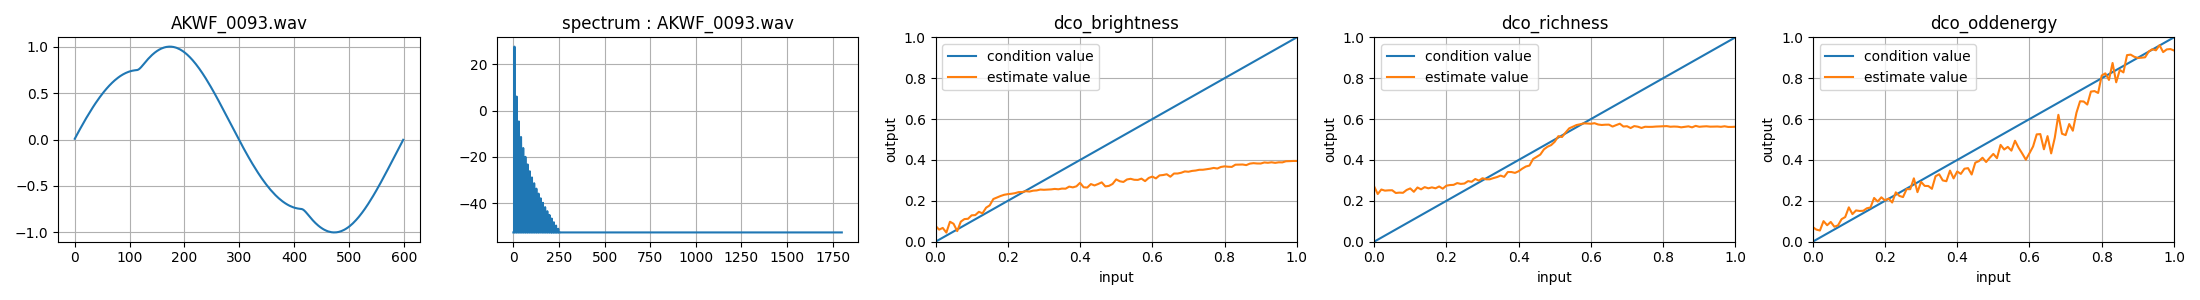 AKWF_0093.wav
1.0
0.5
0.0
−0.5
−1.0
0 100 200 300 400 500 600
spectrum : AKWF_0093.wav
20
0
−20
−40
0 250 500 750 1000 1250 1500 1750
dco_brightness
condition value
estimate value
output
1.0
0.8
0.6
0.4
0.2
0.0
0.0 0.2 0.4 0.6 0.8 1.0
input
dco_richness
condition value
estimate value
output
1.0
0.8
0.6
0.4
0.2
0.0
0.0 0.2 0.4 0.6 0.8 1.0
input
dco_oddenergy
condition value
estimate value
output
1.0
0.8
0.6
0.4
0.2
0.0
0.0 0.2 0.4 0.6 0.8 1.0
input